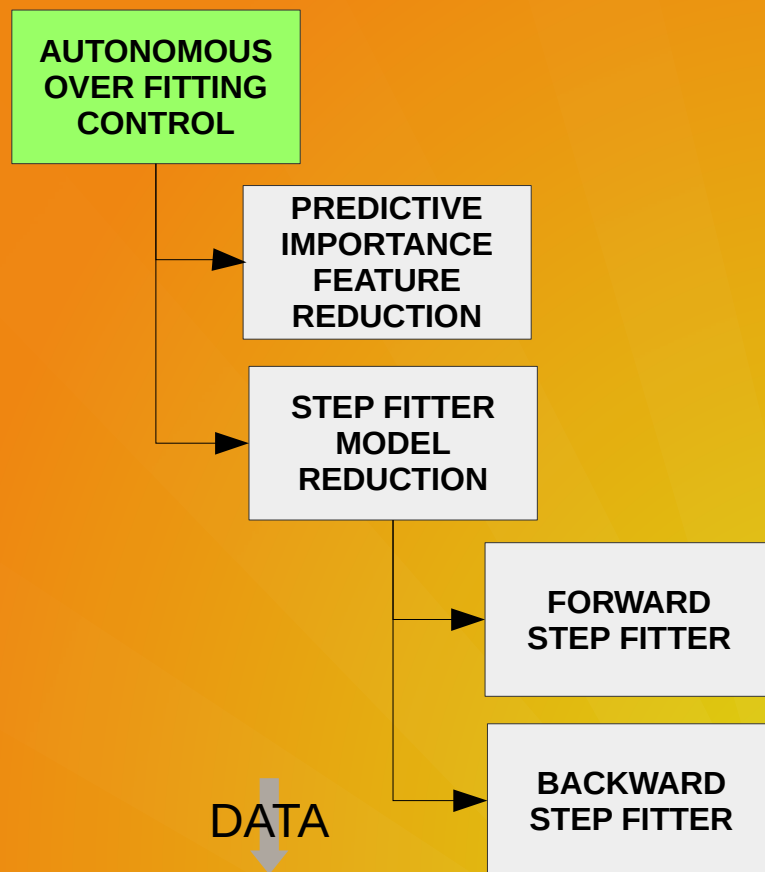 AUTONOMOUS
OVER FITTING
CONTROL
PREDICTIVE
IMPORTANCE
FEATURE
REDUCTION
STEP FITTER
MODEL
REDUCTION
FORWARD
STEP FITTER
BACKWARD
STEP FITTER
DATA